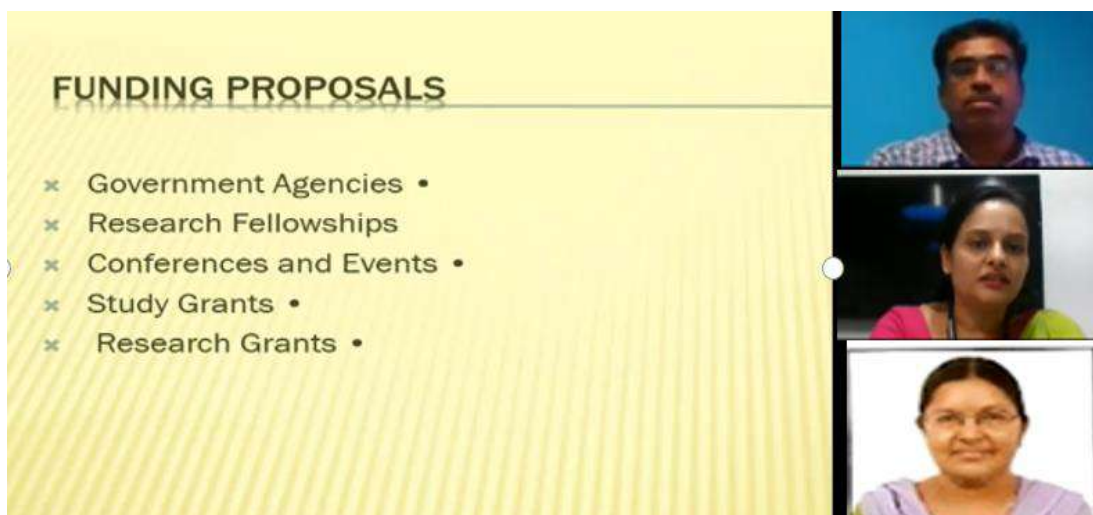 FUNDING PROPOSALS
Government Agencies •
Research Fellowships
Conferences and Events •
Study Grants •
Research Grants •